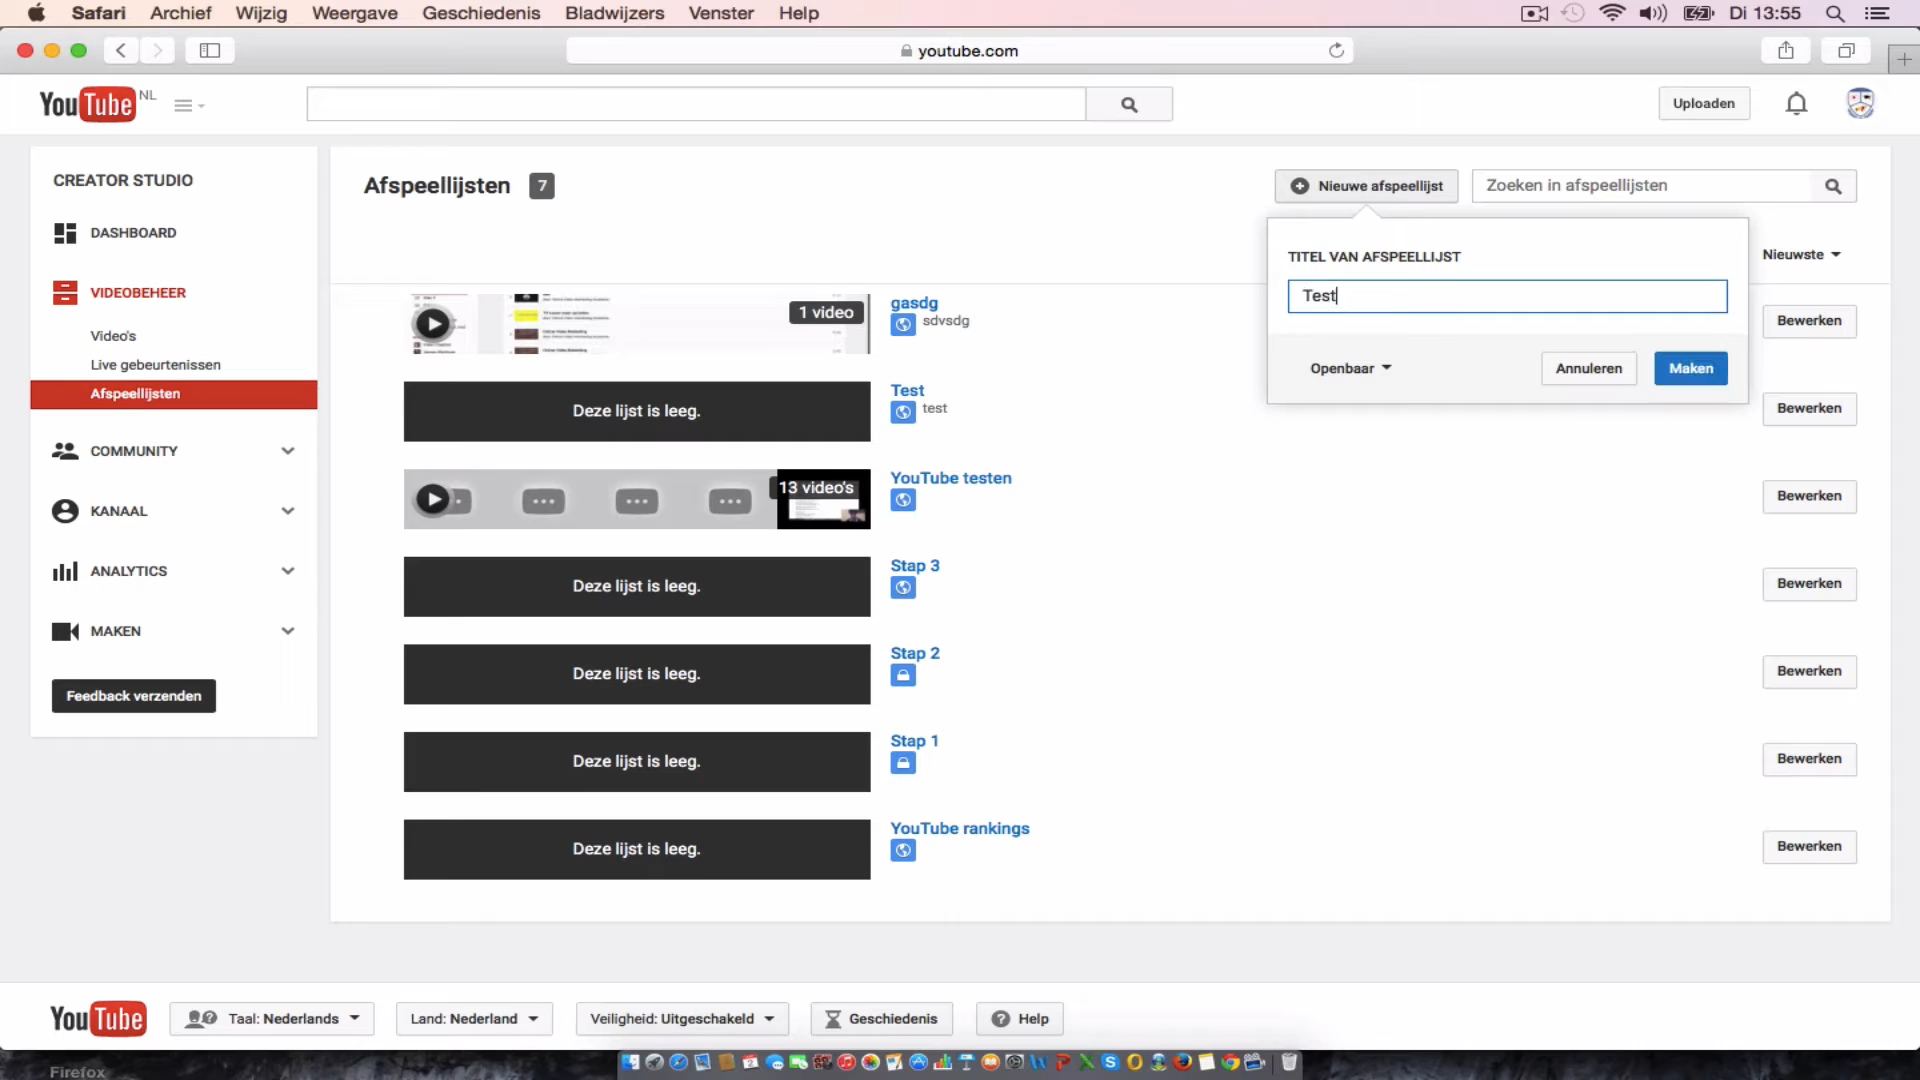 Safari Archief Wijzig Weergave Geschiedenis Bladwijzers Venster Help Di 13:55
youtube.com
YouTube NL
Uploaden
CREATOR STUDIO
DASHBOARD
VIDEOBEHEER
Video's
Live gebeurtenissen
Afspeellijsten
COMMUNITY
KANAAL
ANALYTICS
MAKEN
Feedback verzenden
Afspeellijsten 7
Nieuwe afspeellijst
Zoeken in afspeellijsten
TITEL VAN AFSPEELLIJST
Test
Openbaar
Annuleren
Maken
Nieuwste
1 video
gasdg
sdvsdg
Bewerken
Deze lijst is leeg.
Test
test
Bewerken
13 video's
YouTube testen
Bewerken
Deze lijst is leeg.
Stap 3
Bewerken
Deze lijst is leeg.
Stap 2
Bewerken
Deze lijst is leeg.
Stap 1
Bewerken
Deze lijst is leeg.
YouTube rankings
Bewerken
YouTube
Taal: Nederlands
Land: Nederland
Veiligheid: Uitgeschakeld
Geschiedenis
Help
Firefox